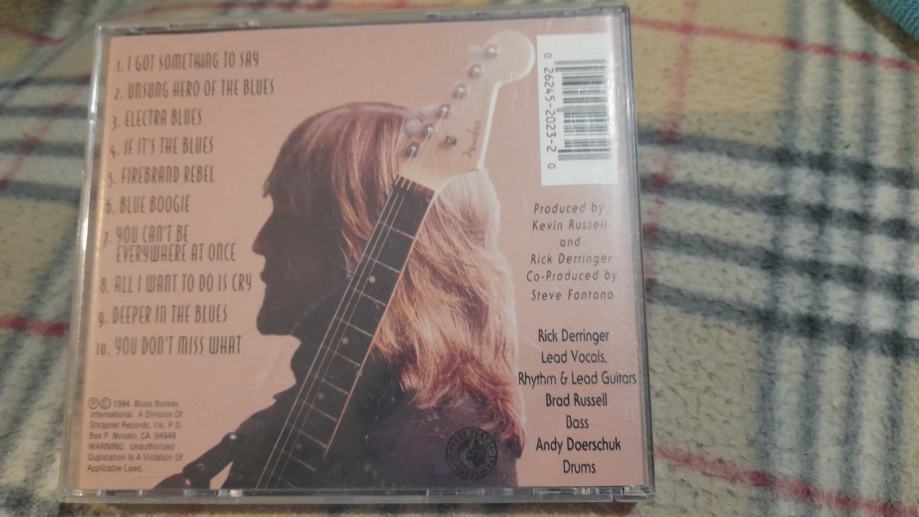 1. I GOT SOMETHING TO SAY
2. UNSUNG HERO OF THE BLUES
3. ELECTRA BLUES
4. IF IT'S THE BLUES
5. FIREBRAND REBEL
6. BLUE BOOGIE
7. YOU CAN'T BE
EVERYWHERE AT ONCE
8. ALL I WANT TO DO IS CRY
9. DEEPER IN THE BLUES
10. YOU DON'T MISS WHAT
℗ © 1994 Blues Bureau
International, A Division Of
Shrapnel Records, Inc. P.O.
Box P Novato, CA 94948
WARNING: Unauthorized
Duplication Is A Violation Of
Applicable Laws.
Fender
0 26245-2023-2 0
Produced by
Kevin Russell
and
Rick Derringer
Co-Produced by
Steve Fontano
Rick Derringer
Lead Vocals,
Rhythm & Lead Guitars
Brad Russell
Bass
Andy Doerschuk
Drums